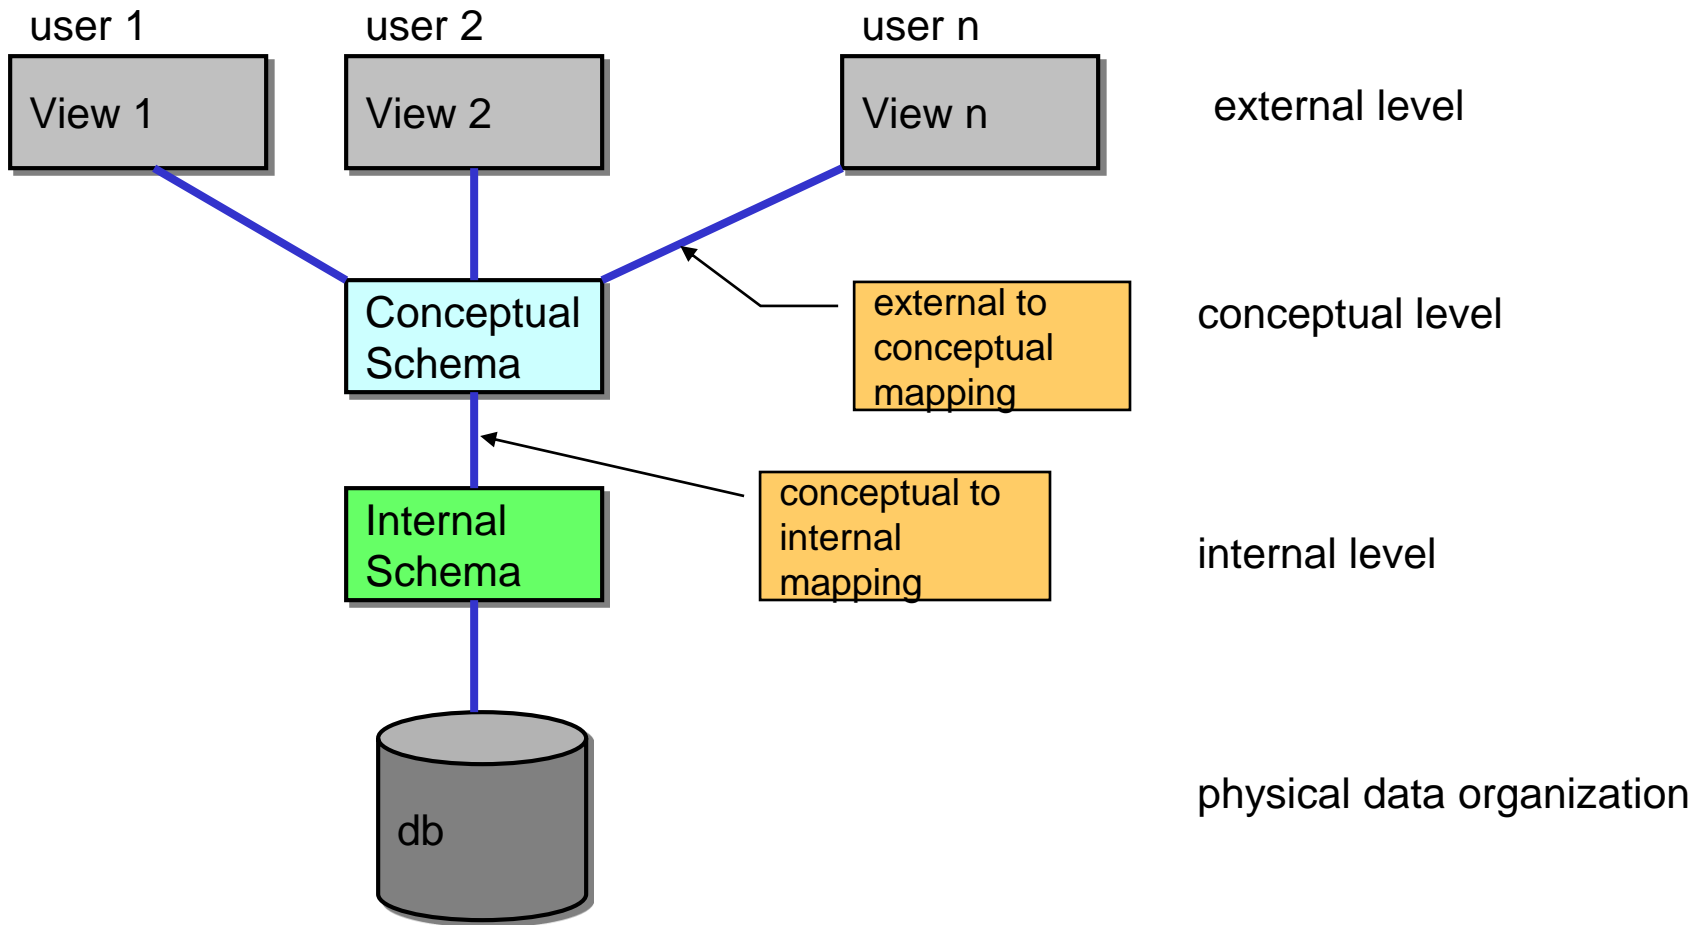 user 1
user 2
user n
View 1
View 2
View n
external level
Conceptual
Schema
external to
conceptual
mapping
conceptual level
Internal
Schema
conceptual to
internal
mapping
internal level
db
physical data organization